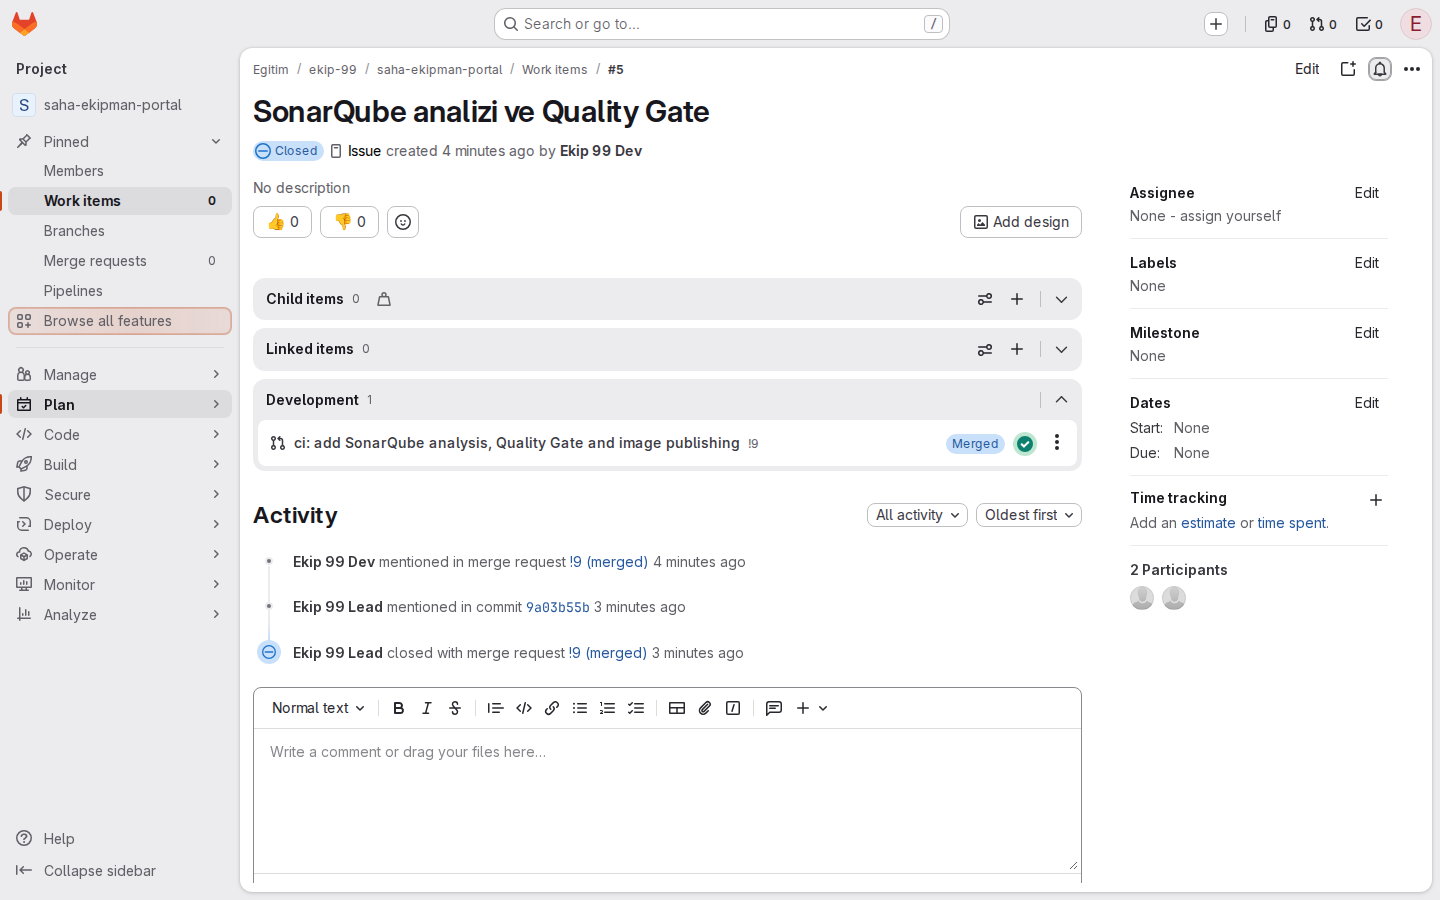 Search or go to...
/
0
0
0
E
Project
S
saha-ekipman-portal
Pinned
Members
Work items
0
Branches
Merge requests
0
Pipelines
Browse all features
Manage
Plan
Code
Build
Secure
Deploy
Operate
Monitor
Analyze
Help
Collapse sidebar
Egitim / ekip-99 / saha-ekipman-portal / Work items / #5
Edit
SonarQube analizi ve Quality Gate
Closed Issue created 4 minutes ago by Ekip 99 Dev
No description
👍 0
👎 0
Add design
Child items 0
Linked items 0
Development 1
ci: add SonarQube analysis, Quality Gate and image publishing !9
Merged
Activity
All activity
Oldest first
Ekip 99 Dev mentioned in merge request !9 (merged) 4 minutes ago
Ekip 99 Lead mentioned in commit 9a03b55b 3 minutes ago
Ekip 99 Lead closed with merge request !9 (merged) 3 minutes ago
Normal text
Write a comment or drag your files here…
Assignee
Edit
None - assign yourself
Labels
Edit
None
Milestone
Edit
None
Dates
Edit
Start: None
Due: None
Time tracking
Add an estimate or time spent.
2 Participants